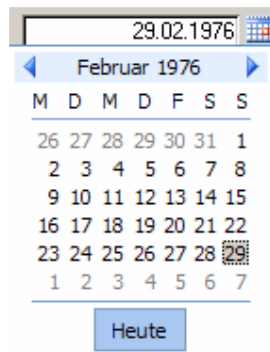 29.02.1976
Februar 1976
M D M D F S S
26 27 28 29 30 31 1
2 3 4 5 6 7 8
9 10 11 12 13 14 15
16 17 18 19 20 21 22
23 24 25 26 27 28 29
1 2 3 4 5 6 7
Heute